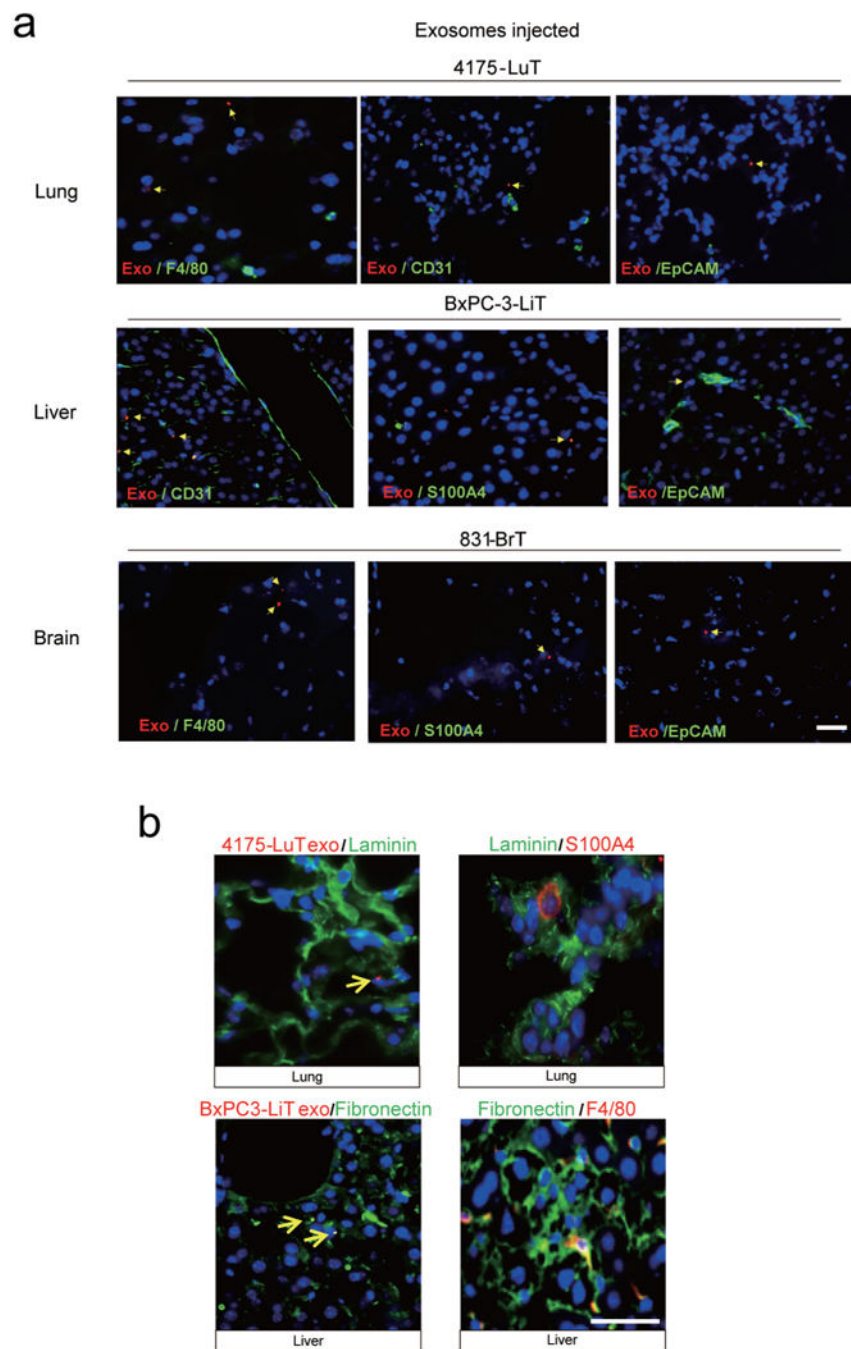 a
Exosomes injected
4175-LuT
Lung
Exo / F4/80
Exo / CD31
Exo /EpCAM
BxPC-3-LiT
Liver
Exo / CD31
Exo / S100A4
Exo /EpCAM
831-BrT
Brain
Exo / F4/80
Exo / S100A4
Exo /EpCAM
b
4175-LuT exo/Laminin
Laminin/S100A4
Lung
Lung
BxPC3-LiT exo/Fibronectin
Fibronectin /F4/80
Liver
Liver